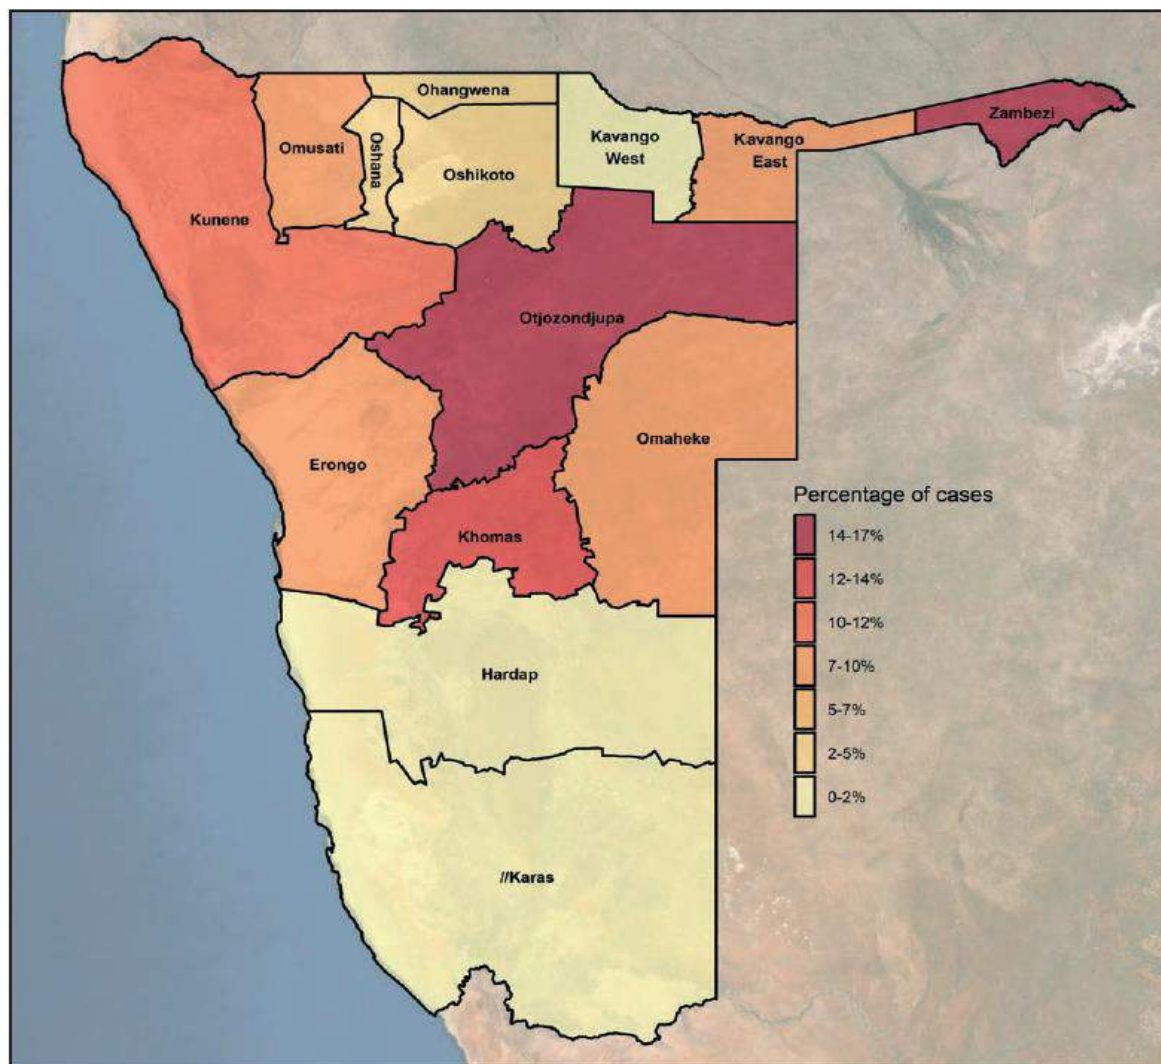 Ohangwena
Zambezi
Kavango
West
Kavango
East
Omusati
Oshana
Oshikoto
Kunene
Otjozondjupa
Omaheke
Erongo
Khomas
Hardap
//Karas
Percentage of cases
14-17%
12-14%
10-12%
7-10%
5-7%
2-5%
0-2%